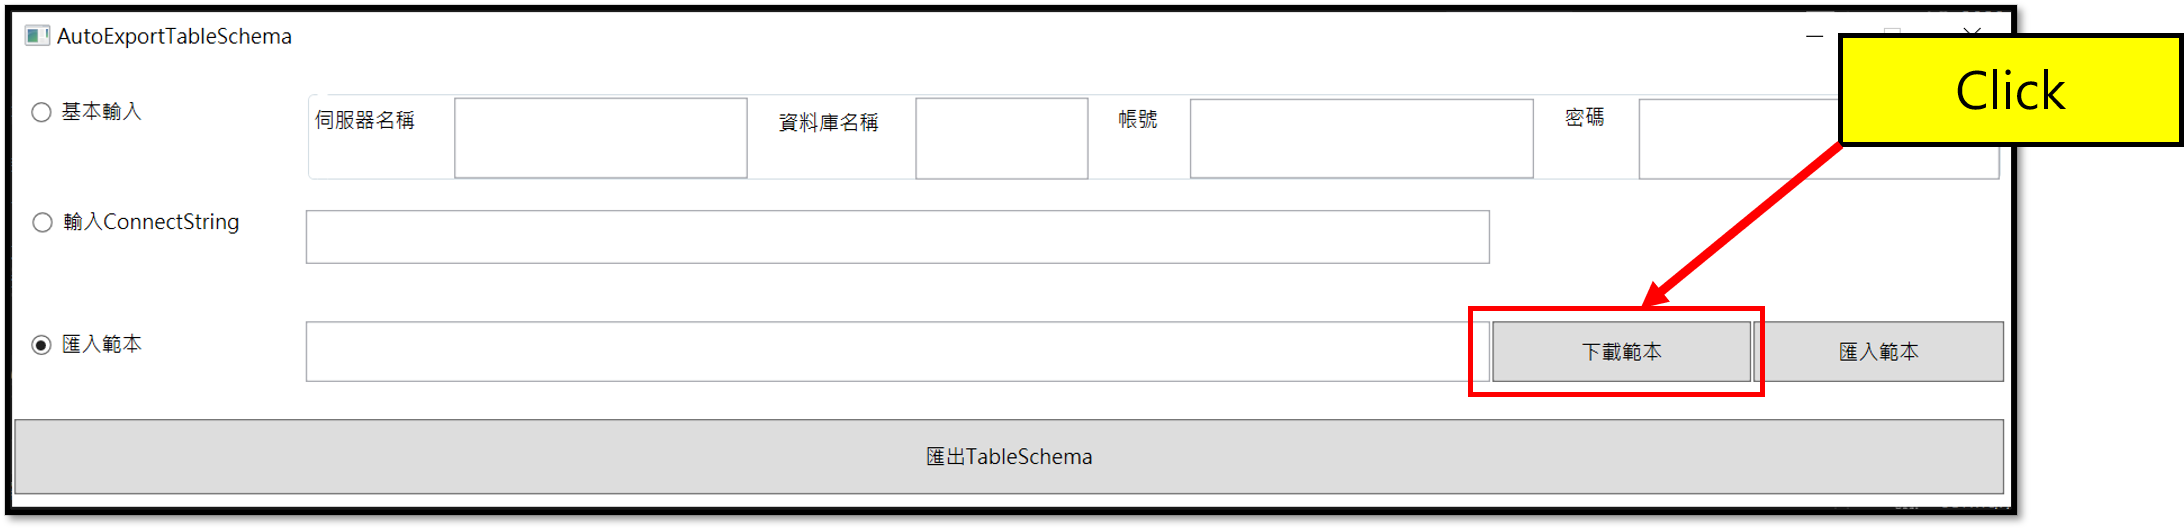 AutoExportTableSchema
Click
基本輸入
伺服器名稱
資料庫名稱
帳號
密碼
輸入ConnectString
匯入範本
下載範本
匯入範本
匯出TableSchema